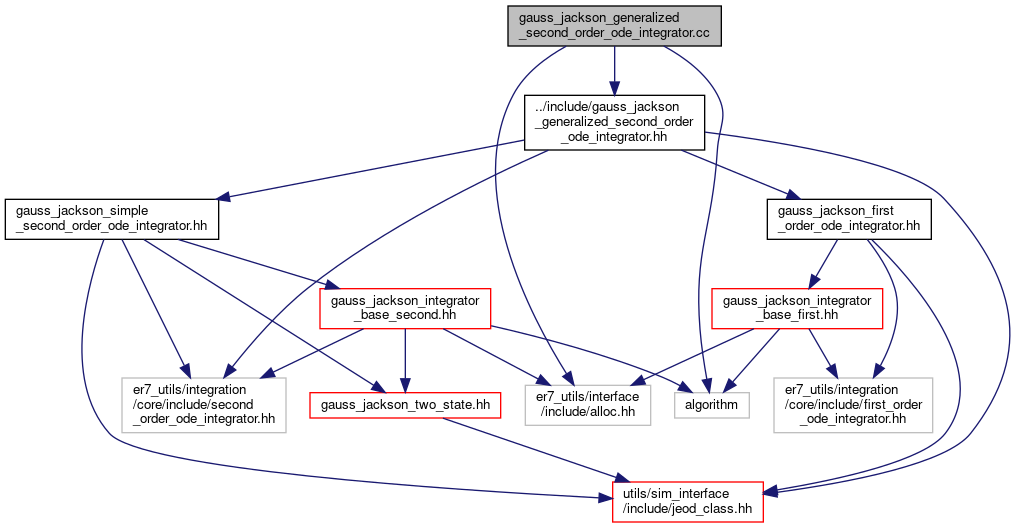 gauss_jackson_generalized
_second_order_ode_integrator.cc
../include/gauss_jackson
_generalized_second_order
_ode_integrator.hh
gauss_jackson_simple
_second_order_ode_integrator.hh
gauss_jackson_first
_order_ode_integrator.hh
gauss_jackson_integrator
_base_second.hh
gauss_jackson_integrator
_base_first.hh
er7_utils/integration
/core/include/second
_order_ode_integrator.hh
gauss_jackson_two_state.hh
er7_utils/interface
/include/alloc.hh
algorithm
er7_utils/integration
/core/include/first_order
_ode_integrator.hh
utils/sim_interface
/include/jeod_class.hh